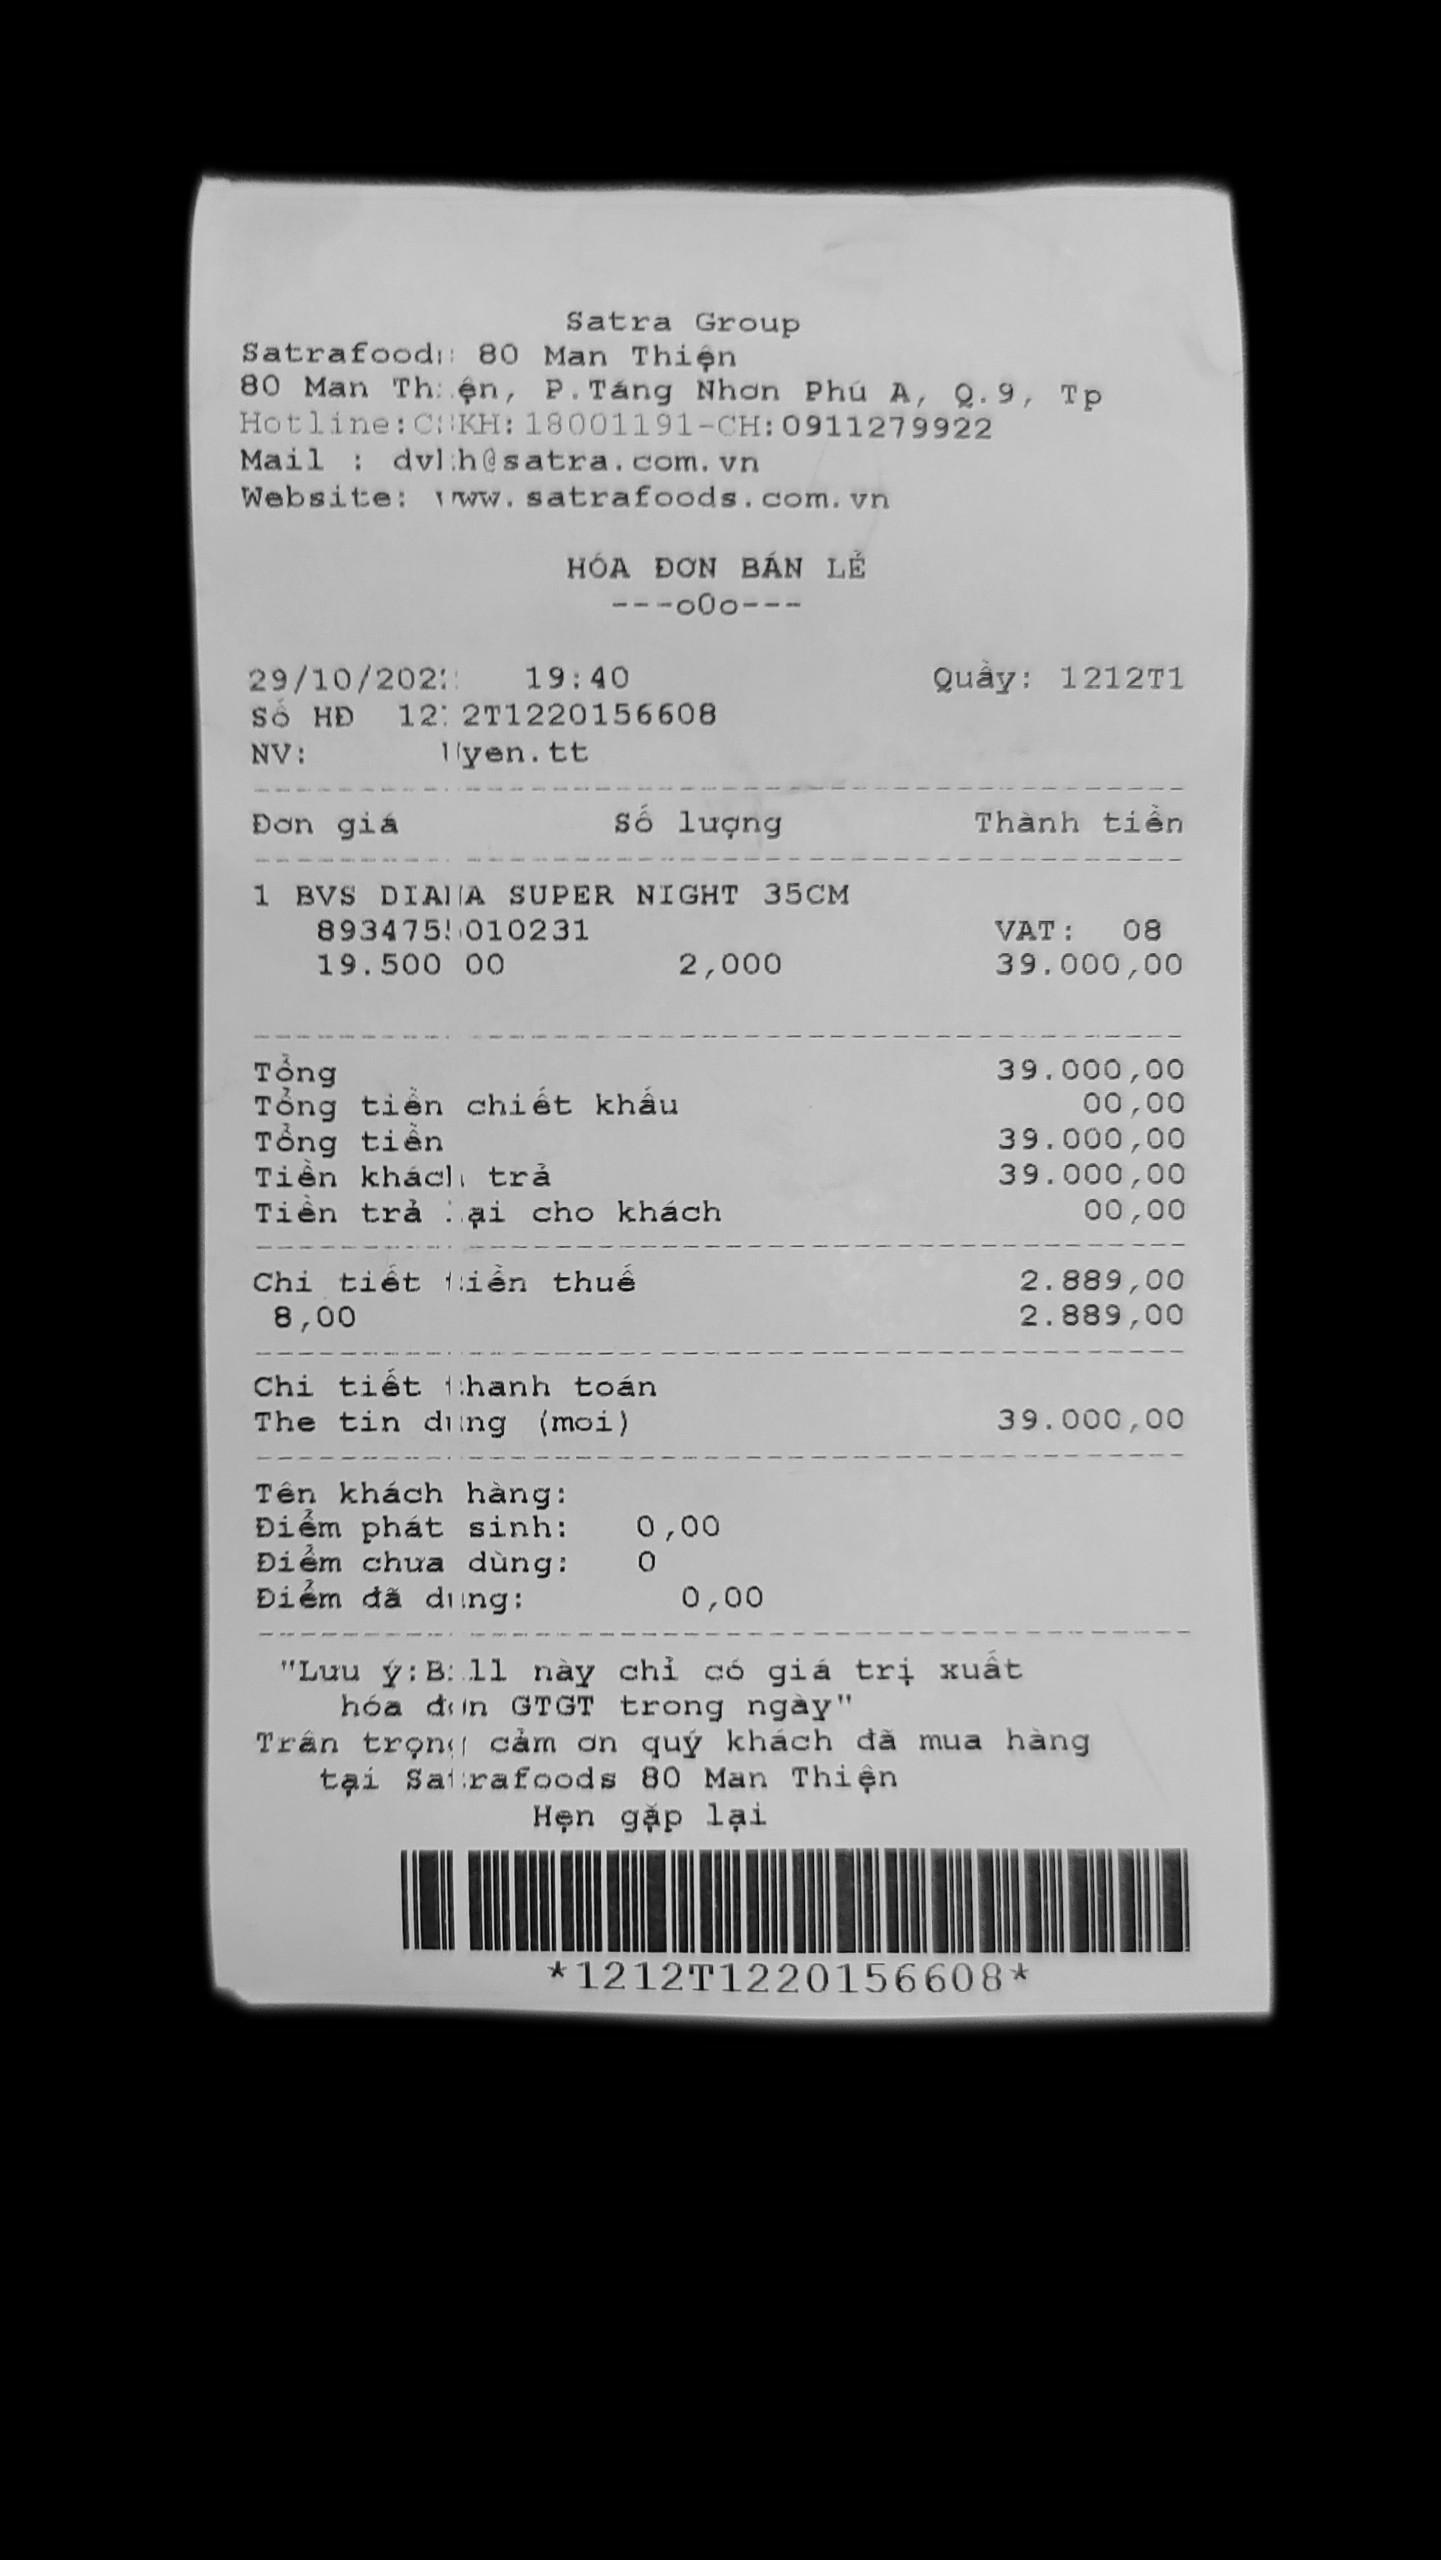 Satra Group
Satrafoods 80 Man Thiện
80 Man Thiện, P.Tăng Nhơn Phú A, Q.9, Tp
Hotline:CSKH:18001191-CH:0911279922
Mail : dvkh@satra.com.vn
Website: www.satrafoods.com.vn
HÓA ĐƠN BÁN LẺ
---o0o---
19:40 Quầy: 1212T1
Số HĐ 1212T1220156608
NV:
Đơn giá Số lượng Thành tiền
1 BVS DIANA SUPER NIGHT 35CM
8934755010231 VAT: 08
19.500,00 2,000 39.000,00
Tổng 39.000,00
Tổng tiền chiết khấu 00,00
Tổng tiền 39.000,00
Tiền khách trả 39.000,00
Tiền trả lại cho khách 00,00
Chi tiết tiền thuế 2.889,00
8,00 2.889,00
Chi tiết thanh toán
The tin dung (moi) 39.000,00
Tên khách hàng:
Điểm phát sinh: 0,00
Điểm chưa dùng: 0
Điểm đã dùng: 0,00
"Lưu ý:Bill này chỉ có giá trị xuất
hóa đơn GTGT trong ngày"
Trân trọng cảm ơn quý khách đã mua hàng
tại Satrafoods 80 Man Thiện
Hẹn gặp lại
*1212T1220156608*